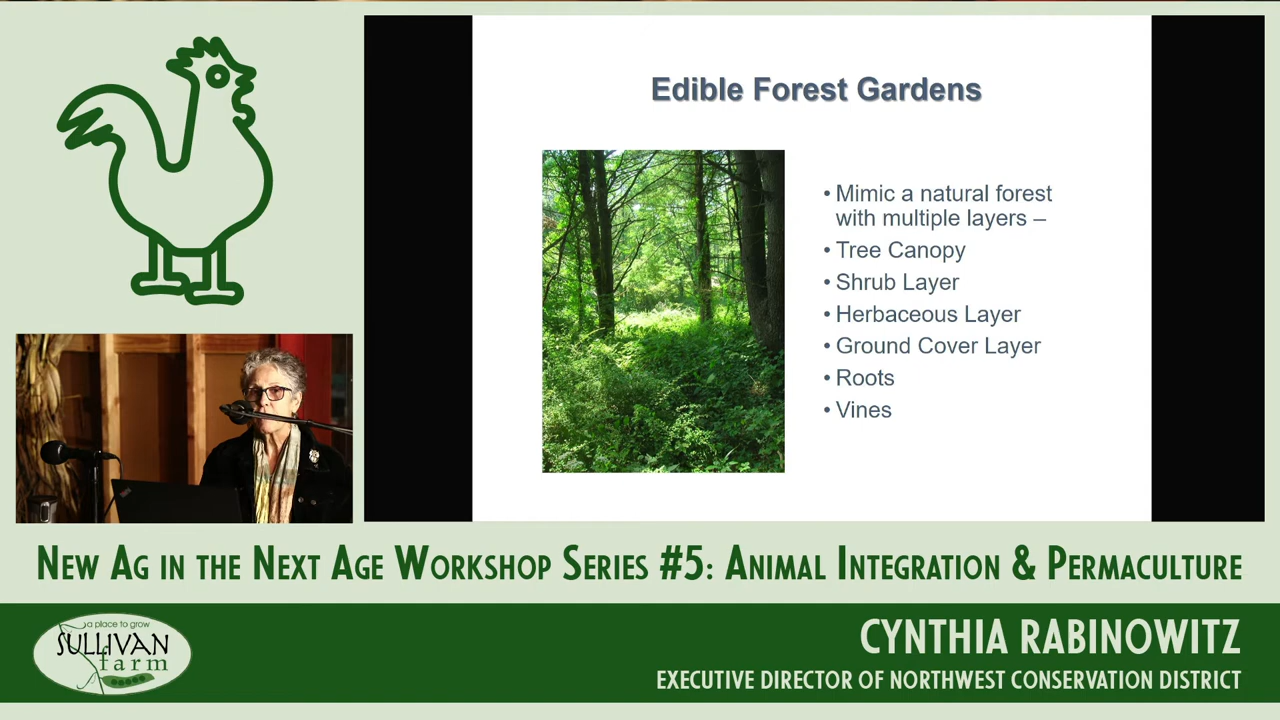 Edible Forest Gardens
• Mimic a natural forest
with multiple layers –
• Tree Canopy
• Shrub Layer
• Herbaceous Layer
• Ground Cover Layer
• Roots
• Vines
New Ag in the Next Age Workshop Series #5: Animal Integration & Permaculture
a place to grow
SULLIVAN
farm
CYNTHIA RABINOWITZ
EXECUTIVE DIRECTOR OF NORTHWEST CONSERVATION DISTRICT